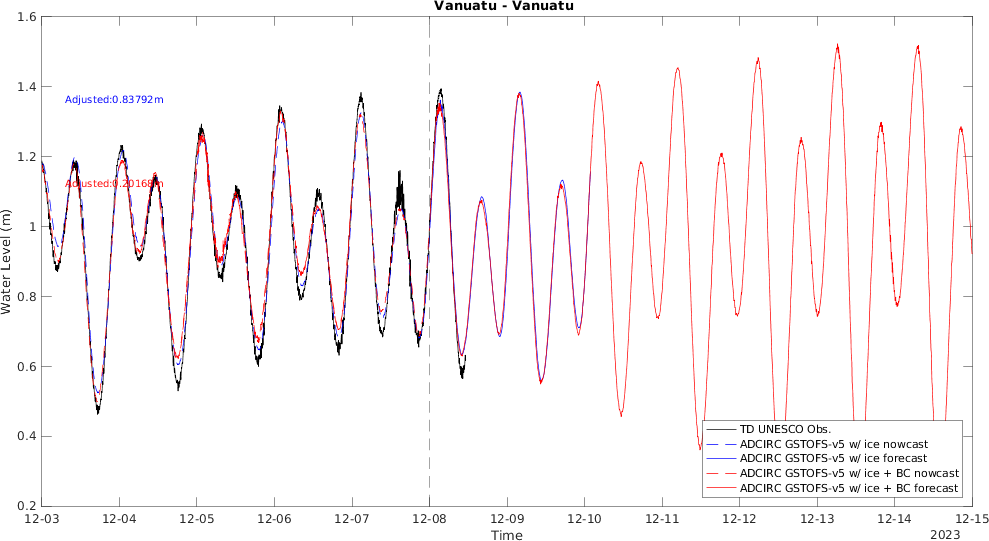 Vanuatu - Vanuatu
1.6
1.4
1.2
1
0.8
0.6
0.4
0.2
Water Level (m)
Adjusted:0.83792m
Adjusted:0.20168m
TD UNESCO Obs.
ADCIRC GSTOFS-v5 w/ ice nowcast
ADCIRC GSTOFS-v5 w/ ice forecast
ADCIRC GSTOFS-v5 w/ ice + BC nowcast
ADCIRC GSTOFS-v5 w/ ice + BC forecast
12-03 12-04 12-05 12-06 12-07 12-08 12-09 12-10 12-11 12-12 12-13 12-14 12-15
Time
2023